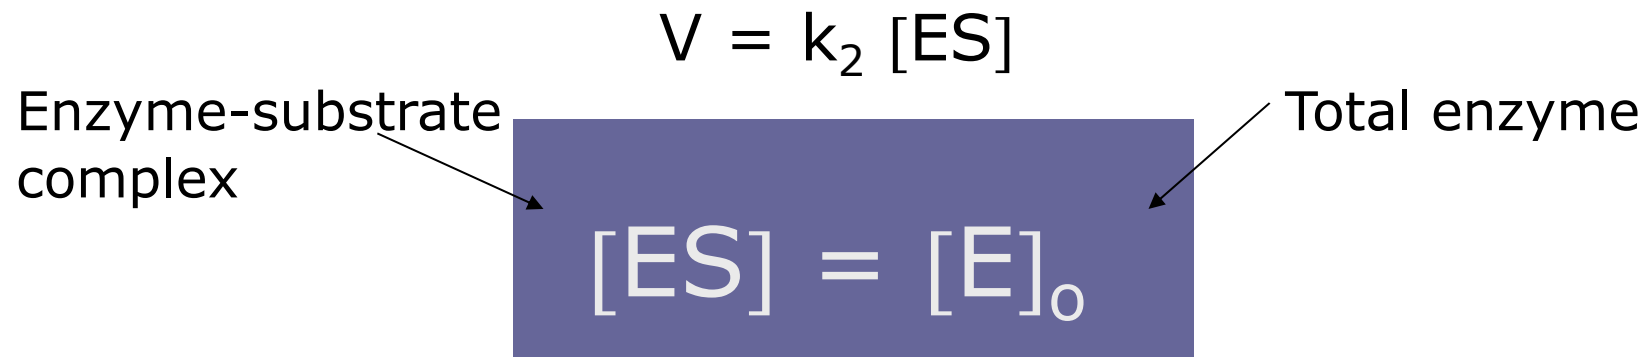 V = k₂ [ES]
Enzyme-substrate
complex
Total enzyme
[ES] = [E]ₒ